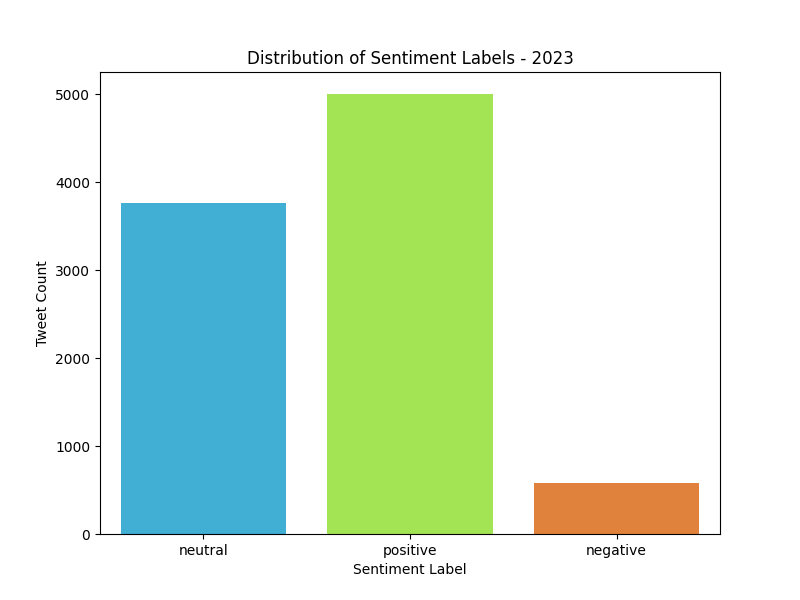 Distribution of Sentiment Labels - 2023
Tweet Count
5000
4000
3000
2000
1000
0
neutral positive negative
Sentiment Label